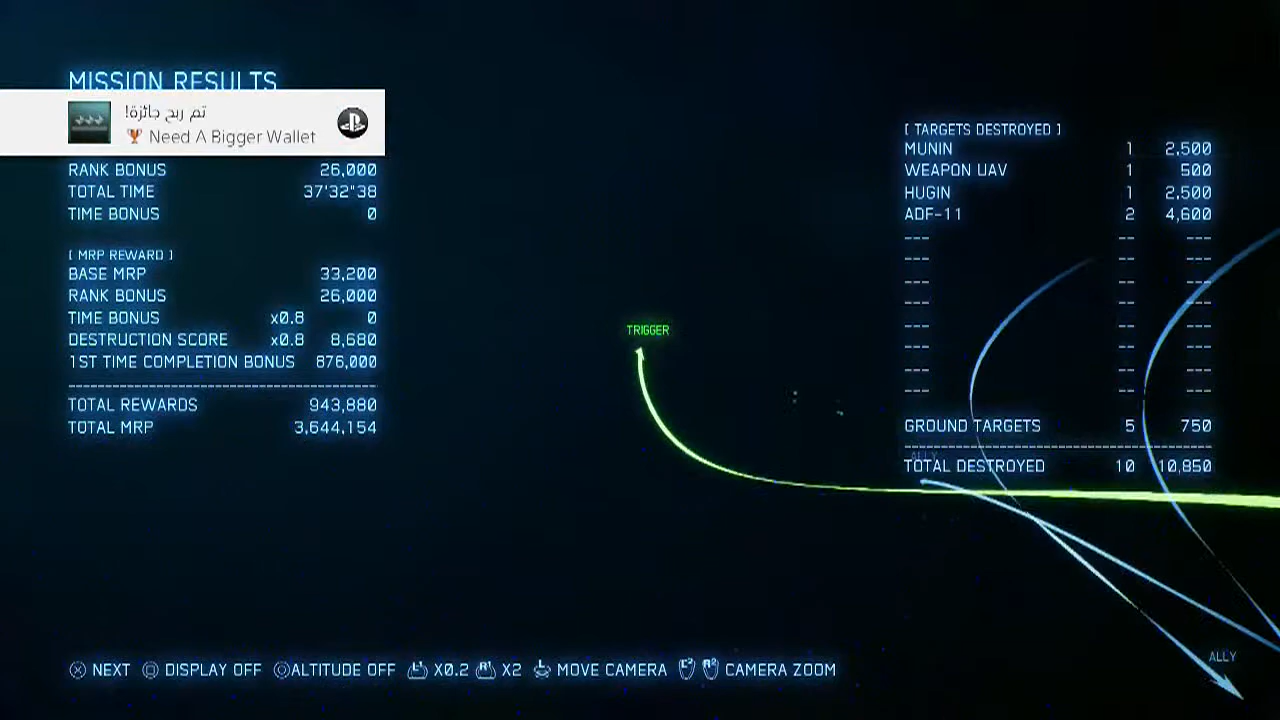 MISSION RESULTS
تم ربح جائزة!
Need A Bigger Wallet
RANK BONUS 26,000
TOTAL TIME 37'32"38
TIME BONUS 0
[ MRP REWARD ]
BASE MRP 33,200
RANK BONUS 26,000
TIME BONUS x0.8 0
DESTRUCTION SCORE x0.8 8,680
1ST TIME COMPLETION BONUS 876,000
TOTAL REWARDS 943,880
TOTAL MRP 3,644,154
TRIGGER
[ TARGETS DESTROYED ]
MUNIN 1 2,500
WEAPON UAV 1 500
HUGIN 1 2,500
ADF-11 2 4,600
--- -- ---
--- -- ---
--- -- ---
--- -- ---
--- -- ---
--- -- ---
--- -- ---
--- -- ---
GROUND TARGETS 5 750
ALLY
TOTAL DESTROYED 10 10,850
ALLY
NEXT DISPLAY OFF ALTITUDE OFF L1 X0.2 R1 X2 L MOVE CAMERA L2 R2 CAMERA ZOOM